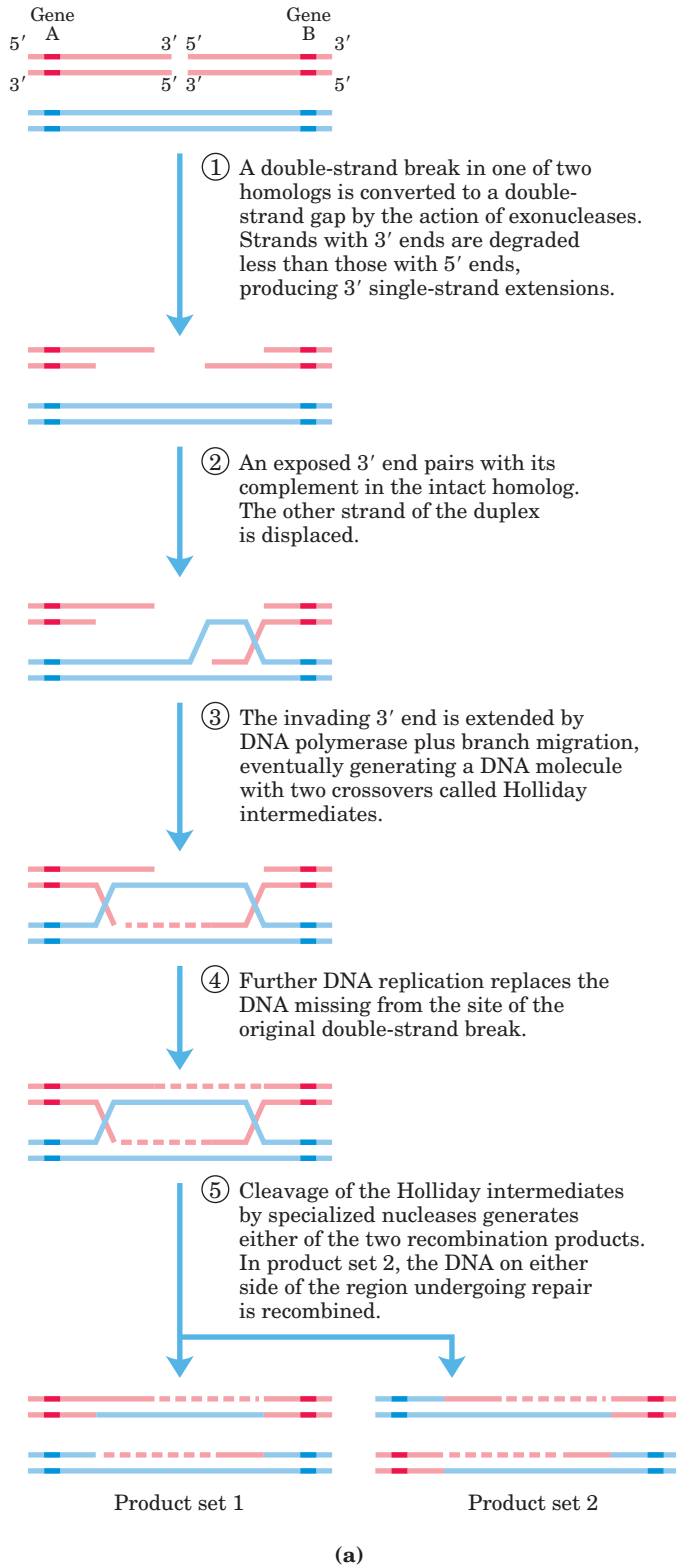 Gene Gene
A B
5′ 3′ 5′ 3′
3′ 5′ 3′ 5′
① A double-strand break in one of two
homologs is converted to a double-
strand gap by the action of exonucleases.
Strands with 3′ ends are degraded
less than those with 5′ ends,
producing 3′ single-strand extensions.
② An exposed 3′ end pairs with its
complement in the intact homolog.
The other strand of the duplex
is displaced.
③ The invading 3′ end is extended by
DNA polymerase plus branch migration,
eventually generating a DNA molecule
with two crossovers called Holliday
intermediates.
④ Further DNA replication replaces the
DNA missing from the site of the
original double-strand break.
⑤ Cleavage of the Holliday intermediates
by specialized nucleases generates
either of the two recombination products.
In product set 2, the DNA on either
side of the region undergoing repair
is recombined.
Product set 1 Product set 2
(a)